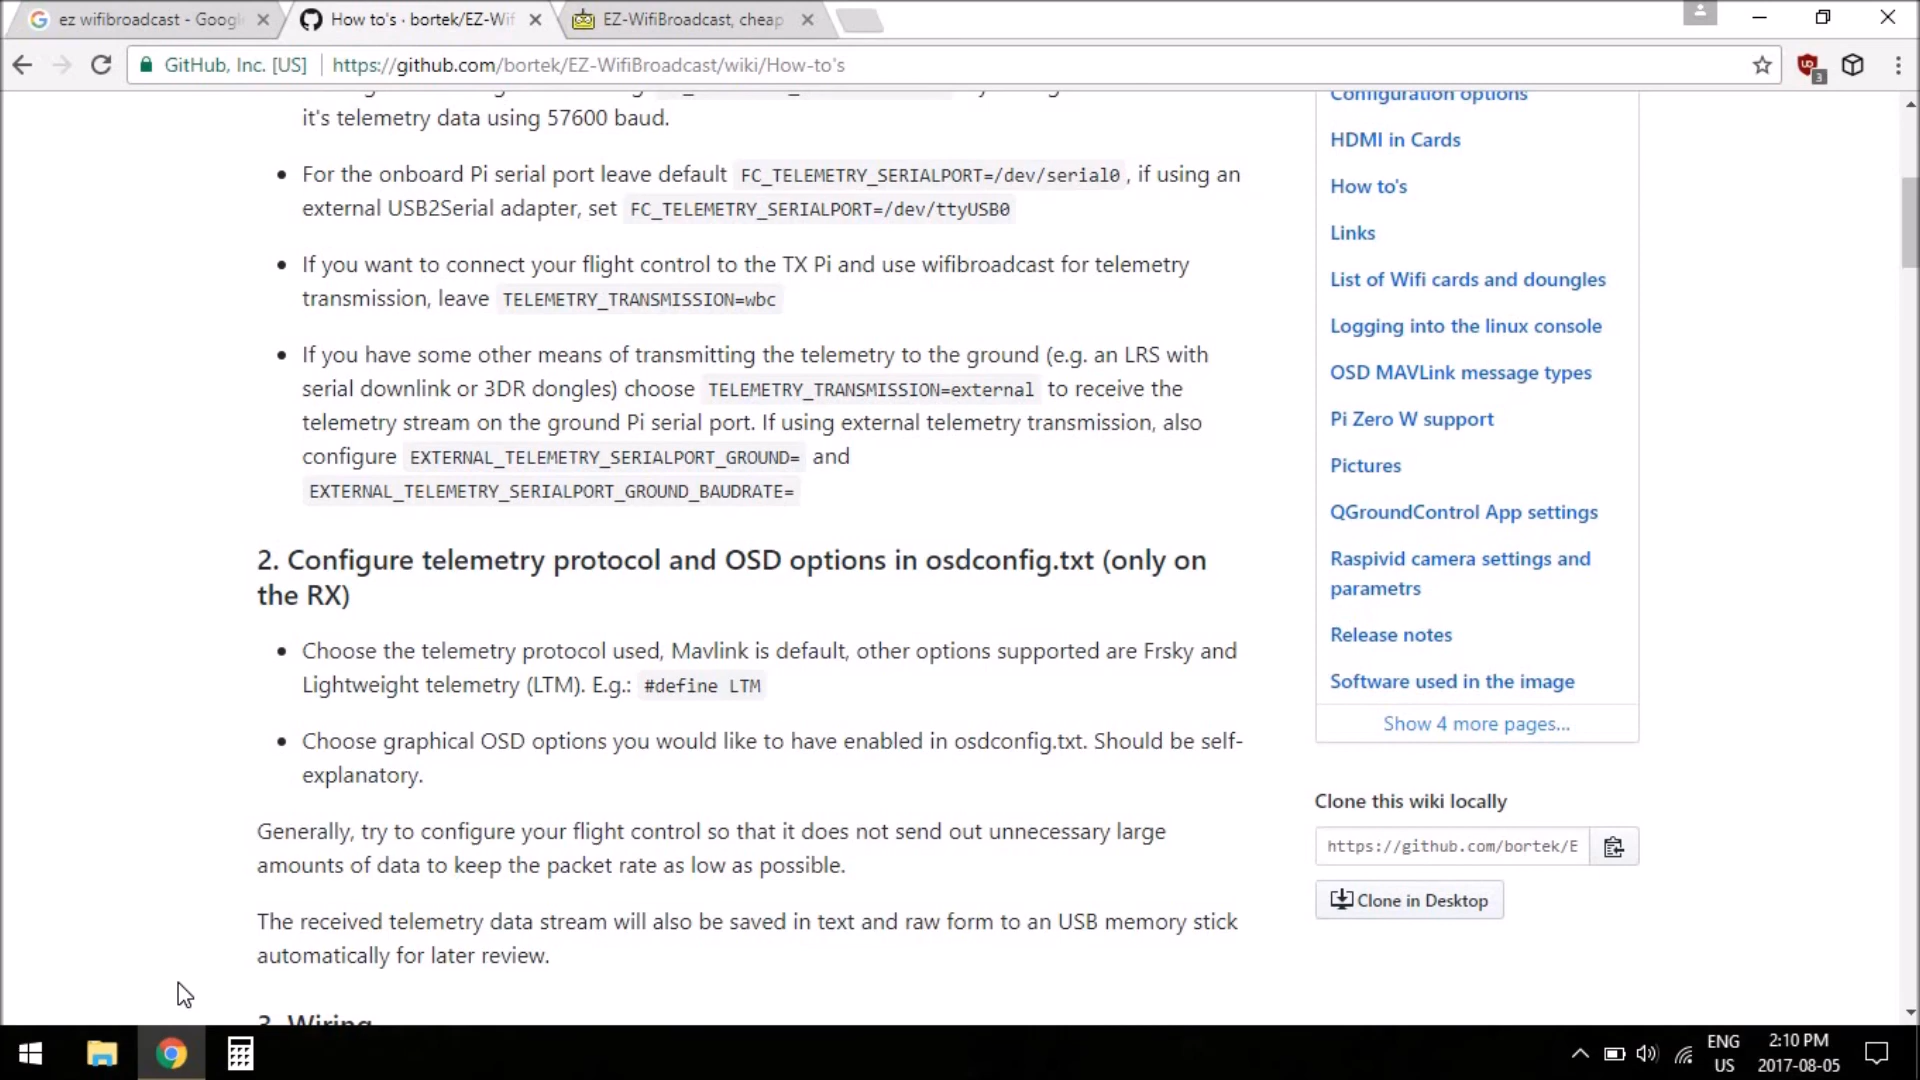 ez wifibroadcast - Googl
How to's · bortek/EZ-Wif
EZ-WifiBroadcast, cheap
GitHub, Inc. [US]
https://github.com/bortek/EZ-WifiBroadcast/wiki/How-to's
3
it's telemetry data using 57600 baud.
For the onboard Pi serial port leave default FC_TELEMETRY_SERIALPORT=/dev/serial0, if using an
external USB2Serial adapter, set FC_TELEMETRY_SERIALPORT=/dev/ttyUSB0
If you want to connect your flight control to the TX Pi and use wifibroadcast for telemetry
transmission, leave TELEMETRY_TRANSMISSION=wbc
If you have some other means of transmitting the telemetry to the ground (e.g. an LRS with
serial downlink or 3DR dongles) choose TELEMETRY_TRANSMISSION=external to receive the
telemetry stream on the ground Pi serial port. If using external telemetry transmission, also
configure EXTERNAL_TELEMETRY_SERIALPORT_GROUND= and
EXTERNAL_TELEMETRY_SERIALPORT_GROUND_BAUDRATE=
2. Configure telemetry protocol and OSD options in osdconfig.txt (only on
the RX)
Choose the telemetry protocol used, Mavlink is default, other options supported are Frsky and
Lightweight telemetry (LTM). E.g.: #define LTM
Choose graphical OSD options you would like to have enabled in osdconfig.txt. Should be self-
explanatory.
Generally, try to configure your flight control so that it does not send out unnecessary large
amounts of data to keep the packet rate as low as possible.
The received telemetry data stream will also be saved in text and raw form to an USB memory stick
automatically for later review.
3. Wiring
Configuration options
HDMI in Cards
How to's
Links
List of Wifi cards and doungles
Logging into the linux console
OSD MAVLink message types
Pi Zero W support
Pictures
QGroundControl App settings
Raspivid camera settings and
parametrs
Release notes
Software used in the image
Show 4 more pages...
Clone this wiki locally
https://github.com/bortek/E
Clone in Desktop
ENG
US
2:10 PM
2017-08-05